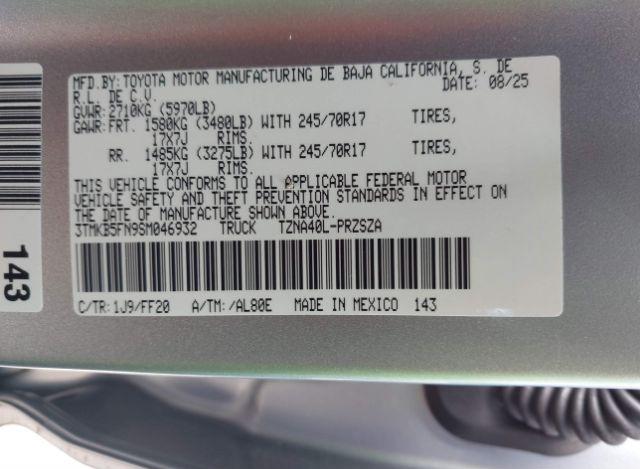 MFD.BY:TOYOTA MOTOR MANUFACTURING DE BAJA CALIFORNIA, S. DE
R.L. DE C.V. DATE: 08/25
GVWR:2710KG (5970LB)
GAWR:FRT. 1580KG (3480LB) WITH 245/70R17 TIRES,
17X7J RIMS.
RR. 1485KG (3275LB) WITH 245/70R17 TIRES,
17X7J RIMS.
THIS VEHICLE CONFORMS TO ALL APPLICABLE FEDERAL MOTOR
VEHICLE SAFETY AND THEFT PREVENTION STANDARDS IN EFFECT ON
THE DATE OF MANUFACTURE SHOWN ABOVE.
3TMKB5FN9SM046932 TRUCK TZNA40L-PRZSZA
C/TR:1J9/FF20 A/TM:/AL80E MADE IN MEXICO 143
143